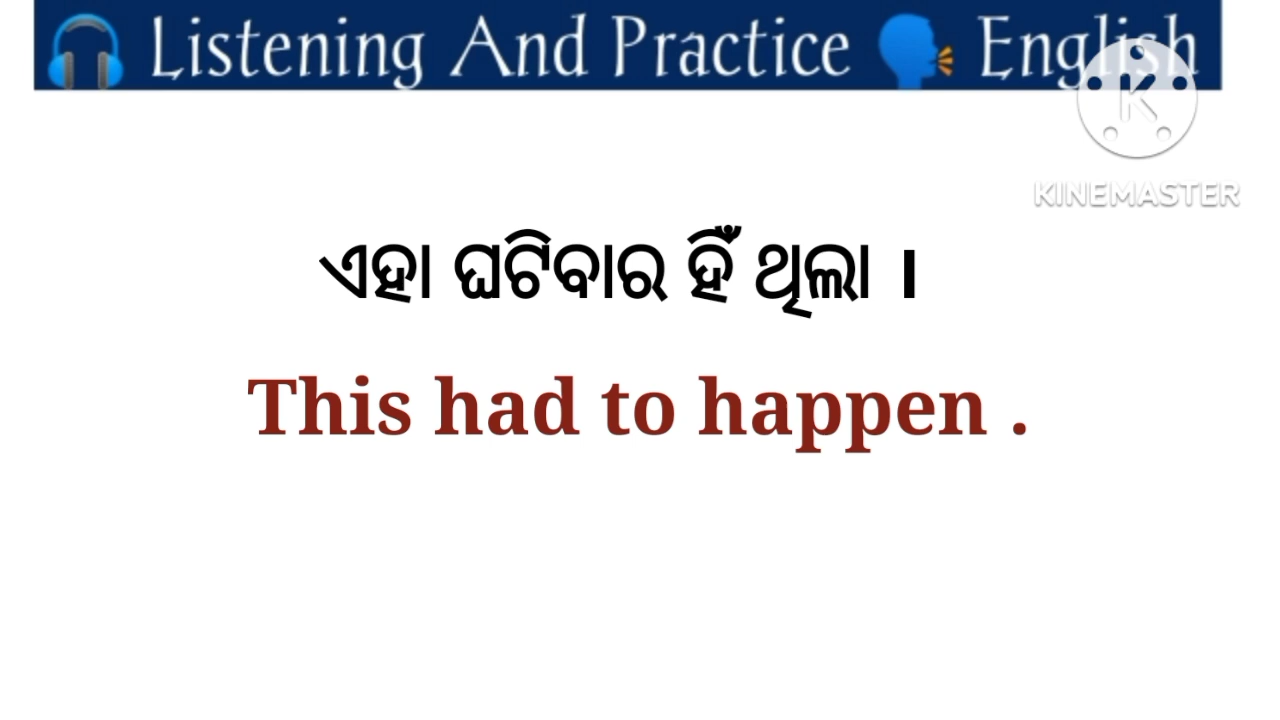 Listening And Practice English
KINEMASTER
ଏହା ଘଟିବାର ହିଁ ଥିଲା ।
This had to happen .